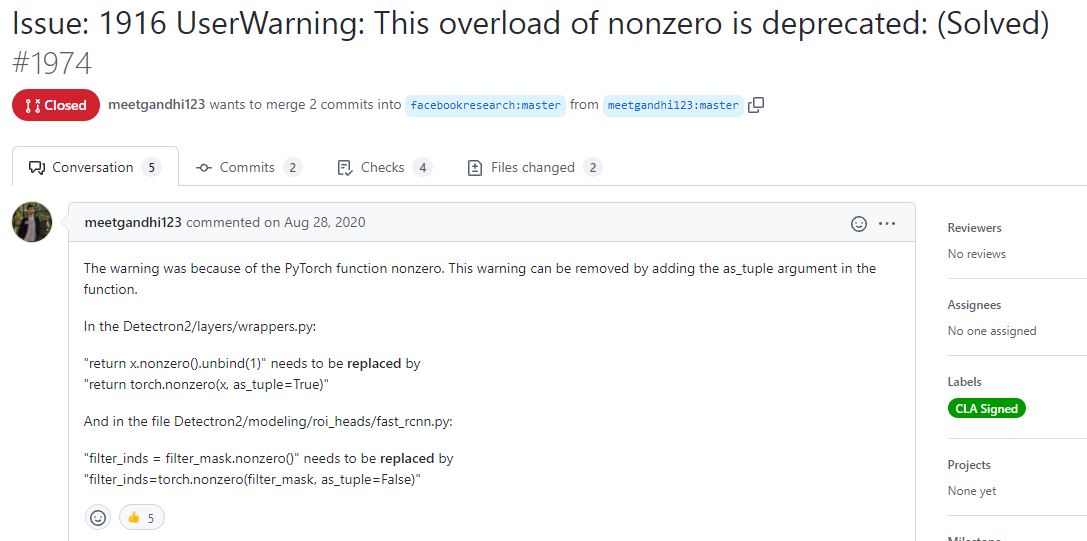 Issue: 1916 UserWarning: This overload of nonzero is deprecated: (Solved)
#1974
Closed meetgandhi123 wants to merge 2 commits into facebookresearch:master from meetgandhi123:master
Conversation 5 Commits 2 Checks 4 Files changed 2
meetgandhi123 commented on Aug 28, 2020
The warning was because of the PyTorch function nonzero. This warning can be removed by adding the as_tuple argument in the
function.
In the Detectron2/layers/wrappers.py:
"return x.nonzero().unbind(1)" needs to be replaced by
"return torch.nonzero(x, as_tuple=True)"
And in the file Detectron2/modeling/roi_heads/fast_rcnn.py:
"filter_inds = filter_mask.nonzero()" needs to be replaced by
"filter_inds=torch.nonzero(filter_mask, as_tuple=False)"
5
Reviewers
No reviews
Assignees
No one assigned
Labels
CLA Signed
Projects
None yet